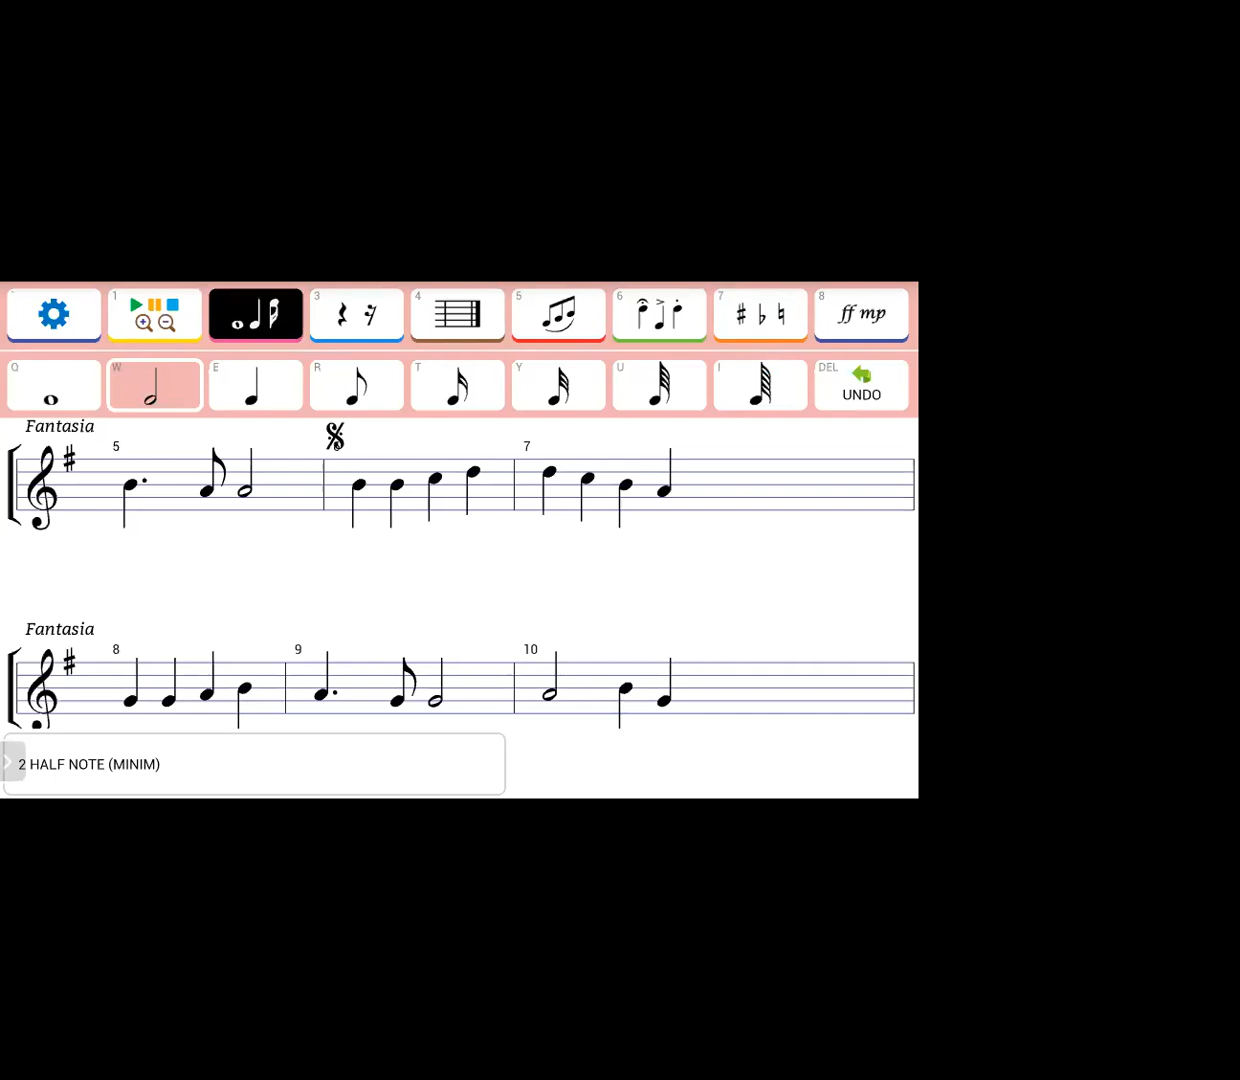 1 3 4 5 6 7 8
ff mp
Q W E R T Y U I DEL
UNDO
Fantasia
5 7
Fantasia
8 9 10
2 HALF NOTE (MINIM)